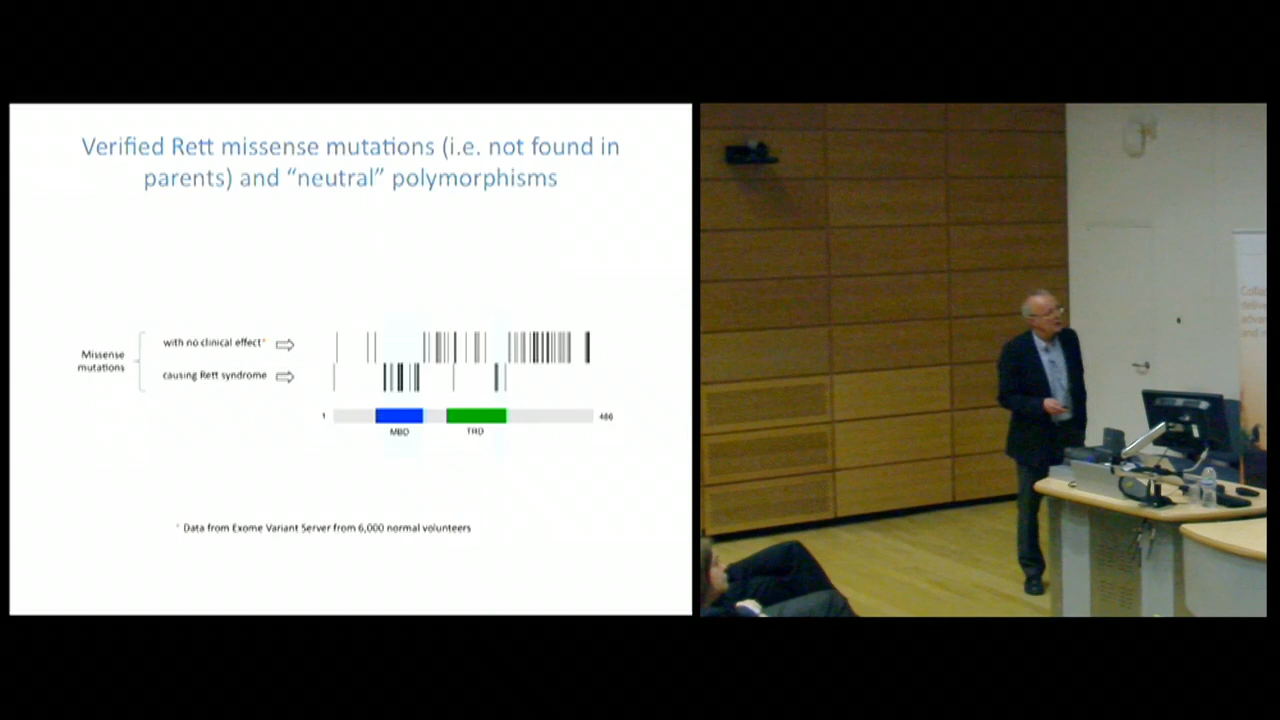 Verified Rett missense mutations (i.e. not found in
parents) and “neutral” polymorphisms
Missense
mutations
with no clinical effect*
causing Rett syndrome
1
486
MBD
TRD
* Data from Exome Variant Server from 6,000 normal volunteers